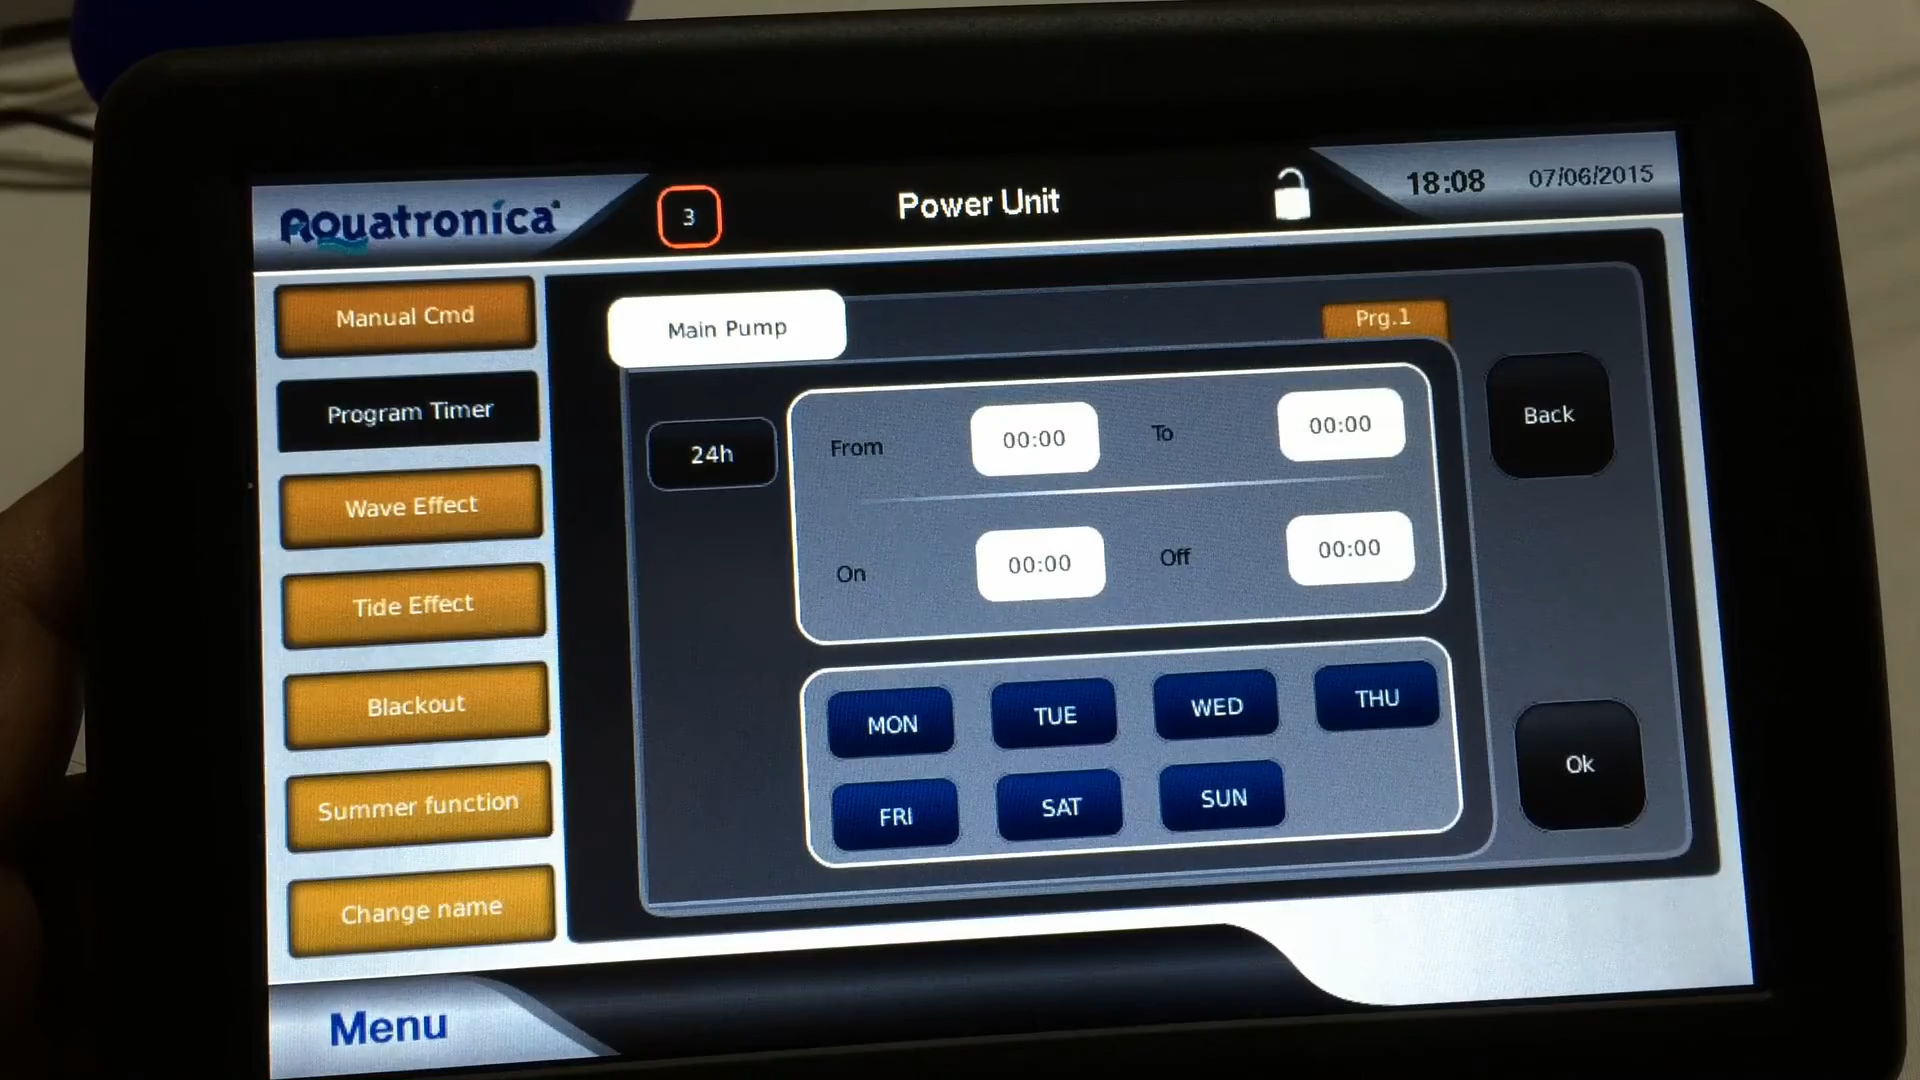 Aquatronica
3
Power Unit
18:08
07/06/2015
Manual Cmd
Program Timer
Wave Effect
Tide Effect
Blackout
Summer function
Change name
Main Pump
Prg.1
24h
From
00:00
To
00:00
On
00:00
Off
00:00
MON
TUE
WED
THU
FRI
SAT
SUN
Back
Ok
Menu